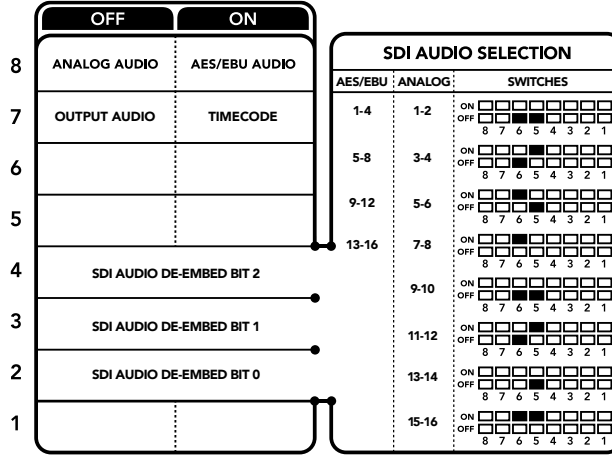 OFF ON
8 ANALOG AUDIO AES/EBU AUDIO
7 OUTPUT AUDIO TIMECODE
6
5
4 SDI AUDIO DE-EMBED BIT 2
3 SDI AUDIO DE-EMBED BIT 1
2 SDI AUDIO DE-EMBED BIT 0
1
SDI AUDIO SELECTION
AES/EBU ANALOG SWITCHES
1-4 1-2 ON
OFF
8 7 6 5 4 3 2 1
5-8 3-4 ON
OFF
8 7 6 5 4 3 2 1
9-12 5-6 ON
OFF
8 7 6 5 4 3 2 1
13-16 7-8 ON
OFF
8 7 6 5 4 3 2 1
9-10 ON
OFF
8 7 6 5 4 3 2 1
11-12 ON
OFF
8 7 6 5 4 3 2 1
13-14 ON
OFF
8 7 6 5 4 3 2 1
15-16 ON
OFF
8 7 6 5 4 3 2 1